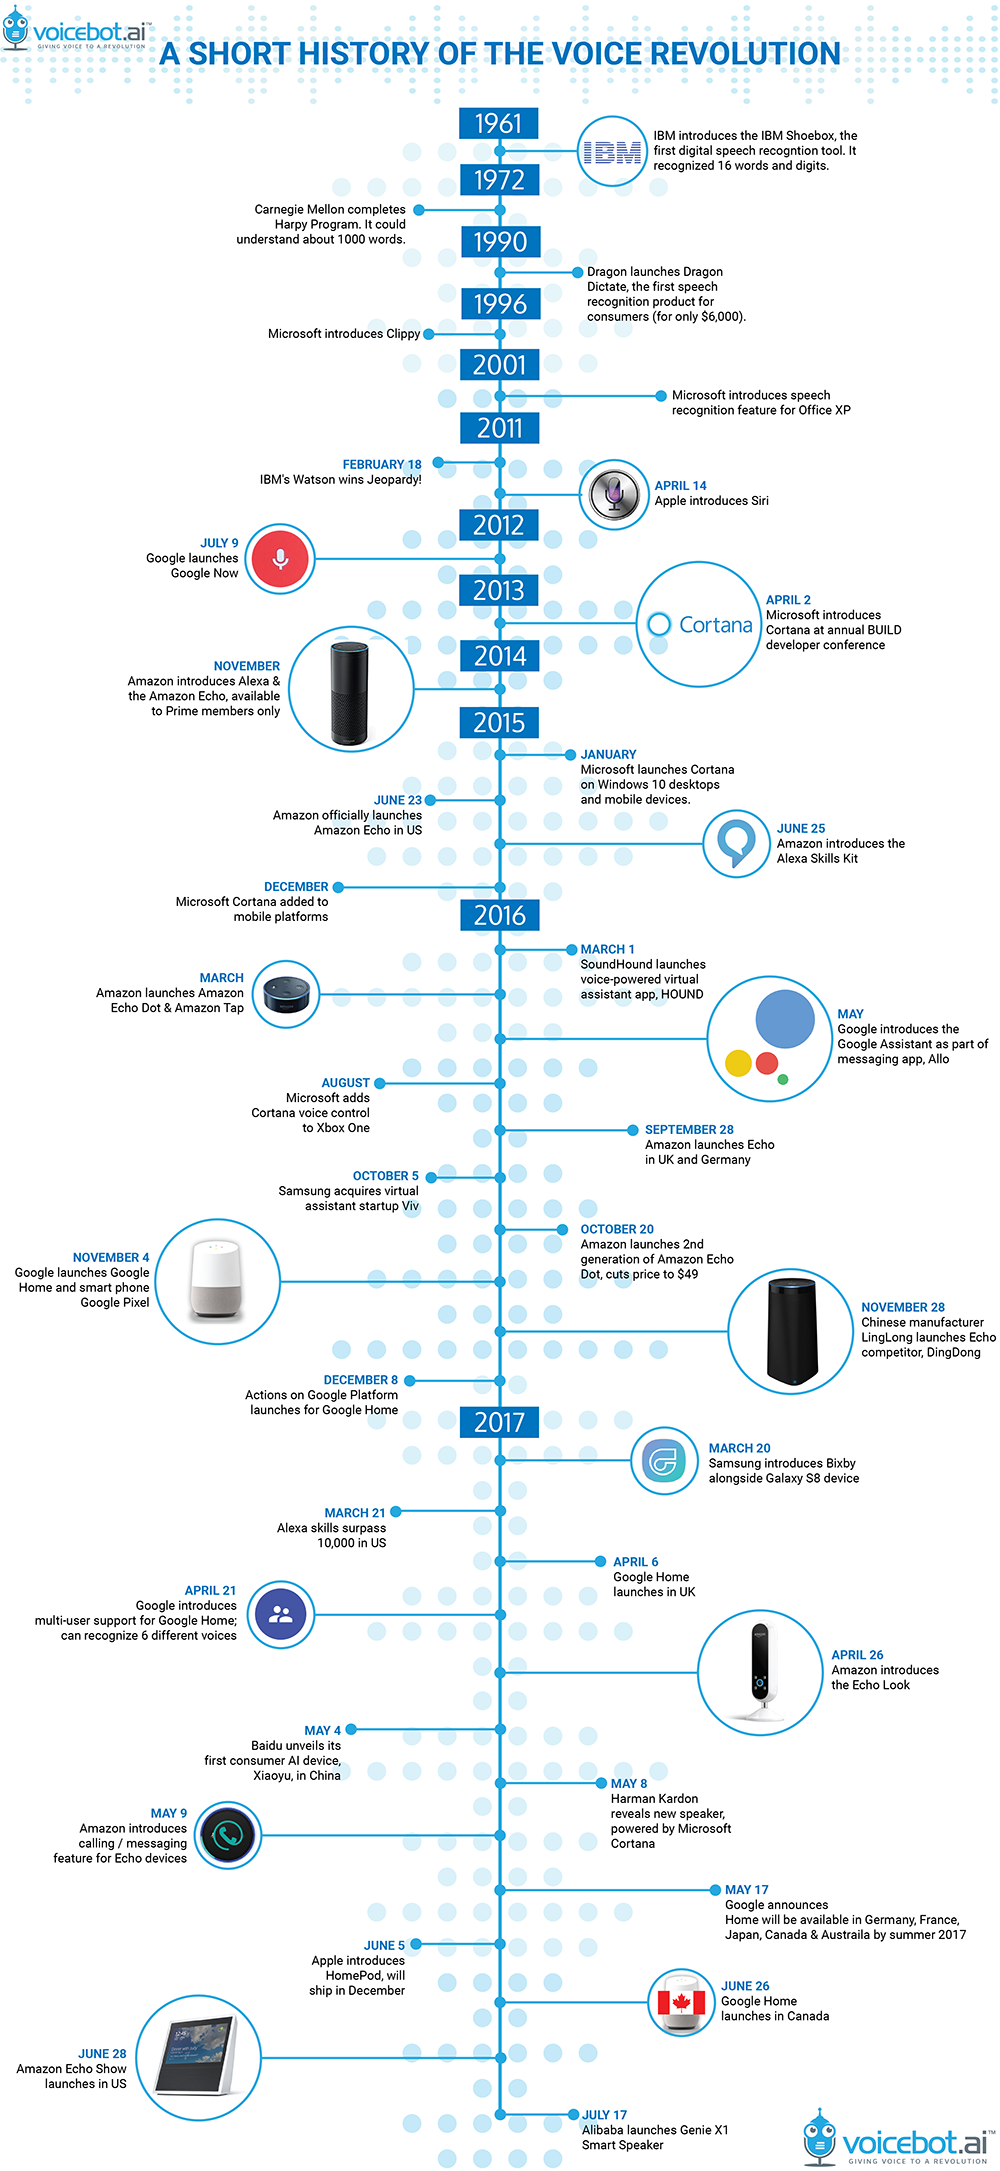 voicebot.ai™
GIVING VOICE TO A REVOLUTION
A SHORT HISTORY OF THE VOICE REVOLUTION
1961
IBM
IBM introduces the IBM Shoebox, the
first digital speech recogntion tool. It
recognized 16 words and digits.
1972
Carnegie Mellon completes
Harpy Program. It could
understand about 1000 words.
1990
Dragon launches Dragon
Dictate, the first speech
recognition product for
consumers (for only $6,000).
1996
Microsoft introduces Clippy
2001
Microsoft introduces speech
recognition feature for Office XP
2011
FEBRUARY 18
IBM's Watson wins Jeopardy!
APRIL 14
Apple introduces Siri
2012
JULY 9
Google launches
Google Now
2013
APRIL 2
Microsoft introduces
Cortana at annual BUILD
developer conference
Cortana
2014
NOVEMBER
Amazon introduces Alexa &
the Amazon Echo, available
to Prime members only
2015
JANUARY
Microsoft launches Cortana
on Windows 10 desktops
and mobile devices.
JUNE 23
Amazon officially launches
Amazon Echo in US
JUNE 25
Amazon introduces the
Alexa Skills Kit
DECEMBER
Microsoft Cortana added to
mobile platforms
2016
MARCH 1
SoundHound launches
voice-powered virtual
assistant app, HOUND
MARCH
Amazon launches Amazon
Echo Dot & Amazon Tap
MAY
Google introduces the
Google Assistant as part of
messaging app, Allo
AUGUST
Microsoft adds
Cortana voice control
to Xbox One
SEPTEMBER 28
Amazon launches Echo
in UK and Germany
OCTOBER 5
Samsung acquires virtual
assistant startup Viv
OCTOBER 20
Amazon launches 2nd
generation of Amazon Echo
Dot, cuts price to $49
NOVEMBER 4
Google launches Google
Home and smart phone
Google Pixel
NOVEMBER 28
Chinese manufacturer
LingLong launches Echo
competitor, DingDong
DECEMBER 8
Actions on Google Platform
launches for Google Home
2017
MARCH 20
Samsung introduces Bixby
alongside Galaxy S8 device
MARCH 21
Alexa skills surpass
10,000 in US
APRIL 6
Google Home
launches in UK
APRIL 21
Google introduces
multi-user support for Google Home;
can recognize 6 different voices
APRIL 26
Amazon introduces
the Echo Look
MAY 4
Baidu unveils its
first consumer AI device,
Xiaoyu, in China
MAY 8
Harman Kardon
reveals new speaker,
powered by Microsoft
Cortana
MAY 9
Amazon introduces
calling / messaging
feature for Echo devices
MAY 17
Google announces
Home will be available in Germany, France,
Japan, Canada & Austraila by summer 2017
JUNE 5
Apple introduces
HomePod, will
ship in December
JUNE 26
Google Home
launches in Canada
JUNE 28
Amazon Echo Show
launches in US
JULY 17
Alibaba launches Genie X1
Smart Speaker
voicebot.ai™
GIVING VOICE TO A REVOLUTION